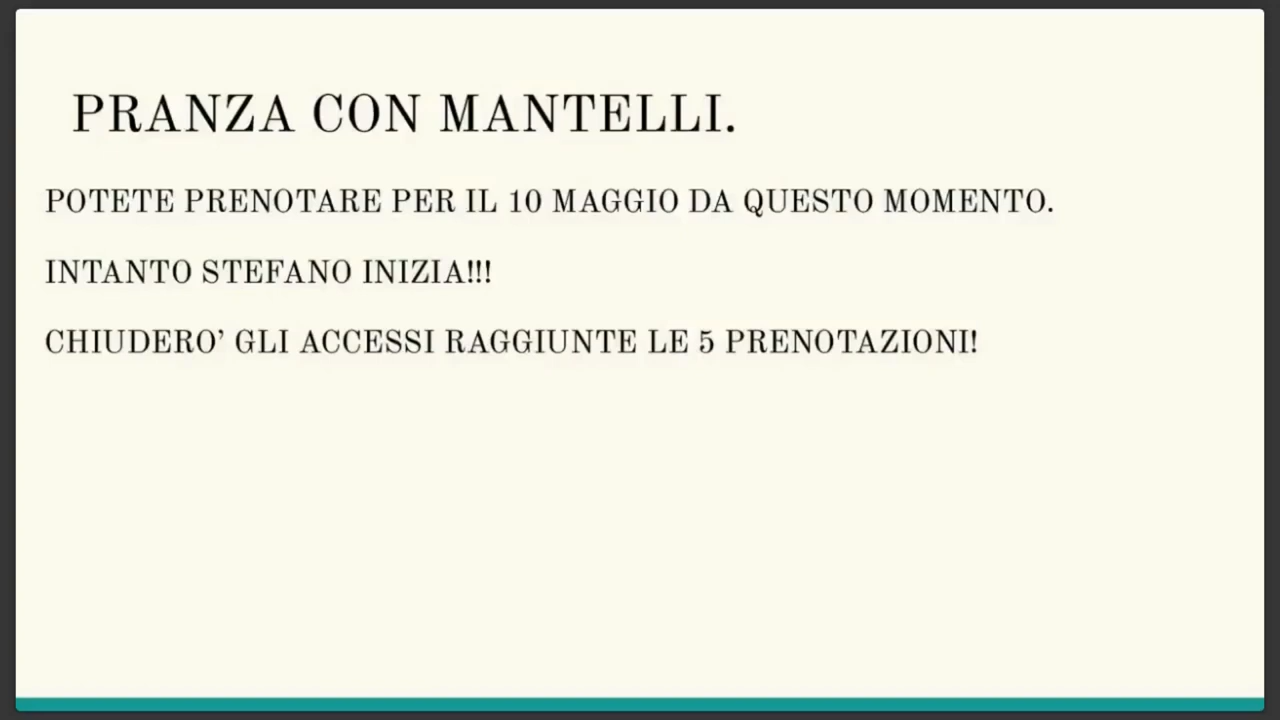 PRANZA CON MANTELLI.
POTETE PRENOTARE PER IL 10 MAGGIO DA QUESTO MOMENTO.
INTANTO STEFANO INIZIA!!!
CHIUDERO’ GLI ACCESSI RAGGIUNTE LE 5 PRENOTAZIONI!